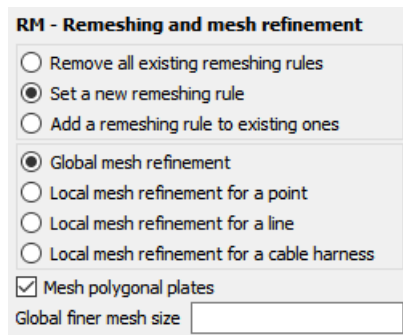 RM - Remeshing and mesh refinement
Remove all existing remeshing rules
Set a new remeshing rule
Add a remeshing rule to existing ones
Global mesh refinement
Local mesh refinement for a point
Local mesh refinement for a line
Local mesh refinement for a cable harness
Mesh polygonal plates
Global finer mesh size